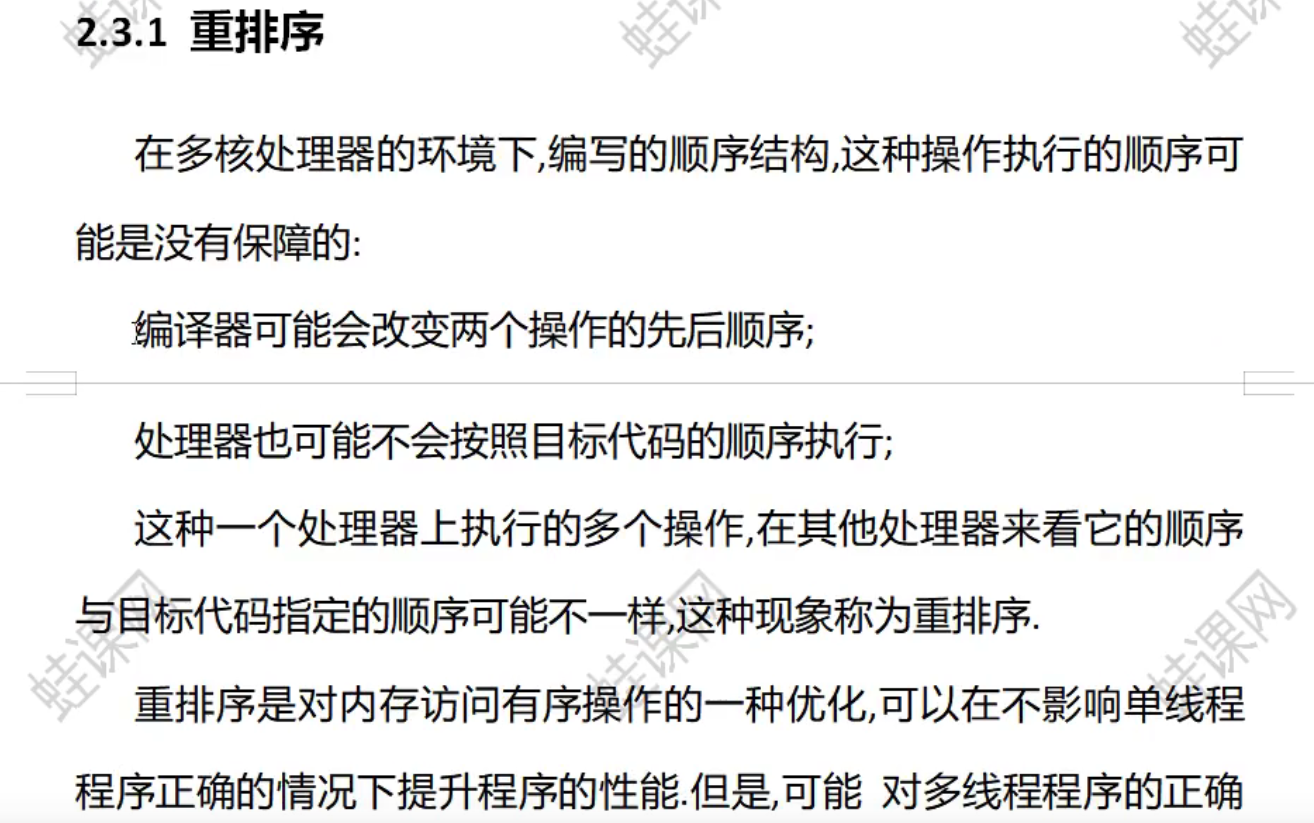 2.3.1 重排序
在多核处理器的环境下,编写的顺序结构,这种操作执行的顺序可
能是没有保障的:
编译器可能会改变两个操作的先后顺序;
处理器也可能不会按照目标代码的顺序执行;
这种一个处理器上执行的多个操作,在其他处理器来看它的顺序
与目标代码指定的顺序可能不一样,这种现象称为重排序.
重排序是对内存访问有序操作的一种优化,可以在不影响单线程
程序正确的情况下提升程序的性能.但是,可能 对多线程程序的正确
蛙课
蛙课
蛙课
蛙课网
蛙课网
蛙课网